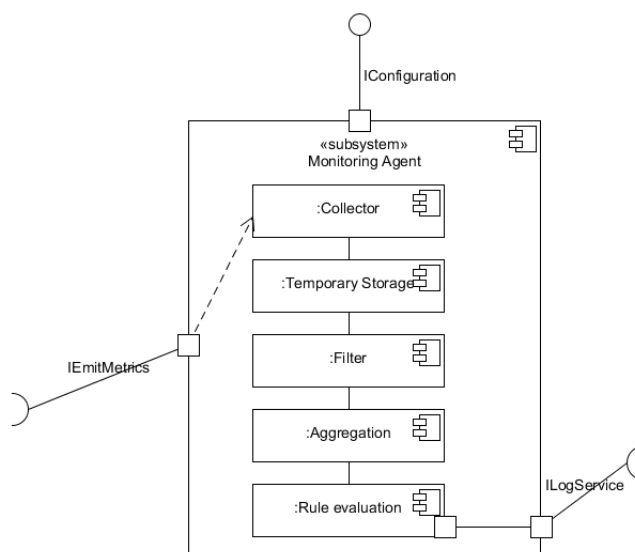 IConfiguration
«subsystem»
Monitoring Agent
:Collector
:Temporary Storage
IEmitMetrics
:Filter
:Aggregation
ILogService
:Rule evaluation